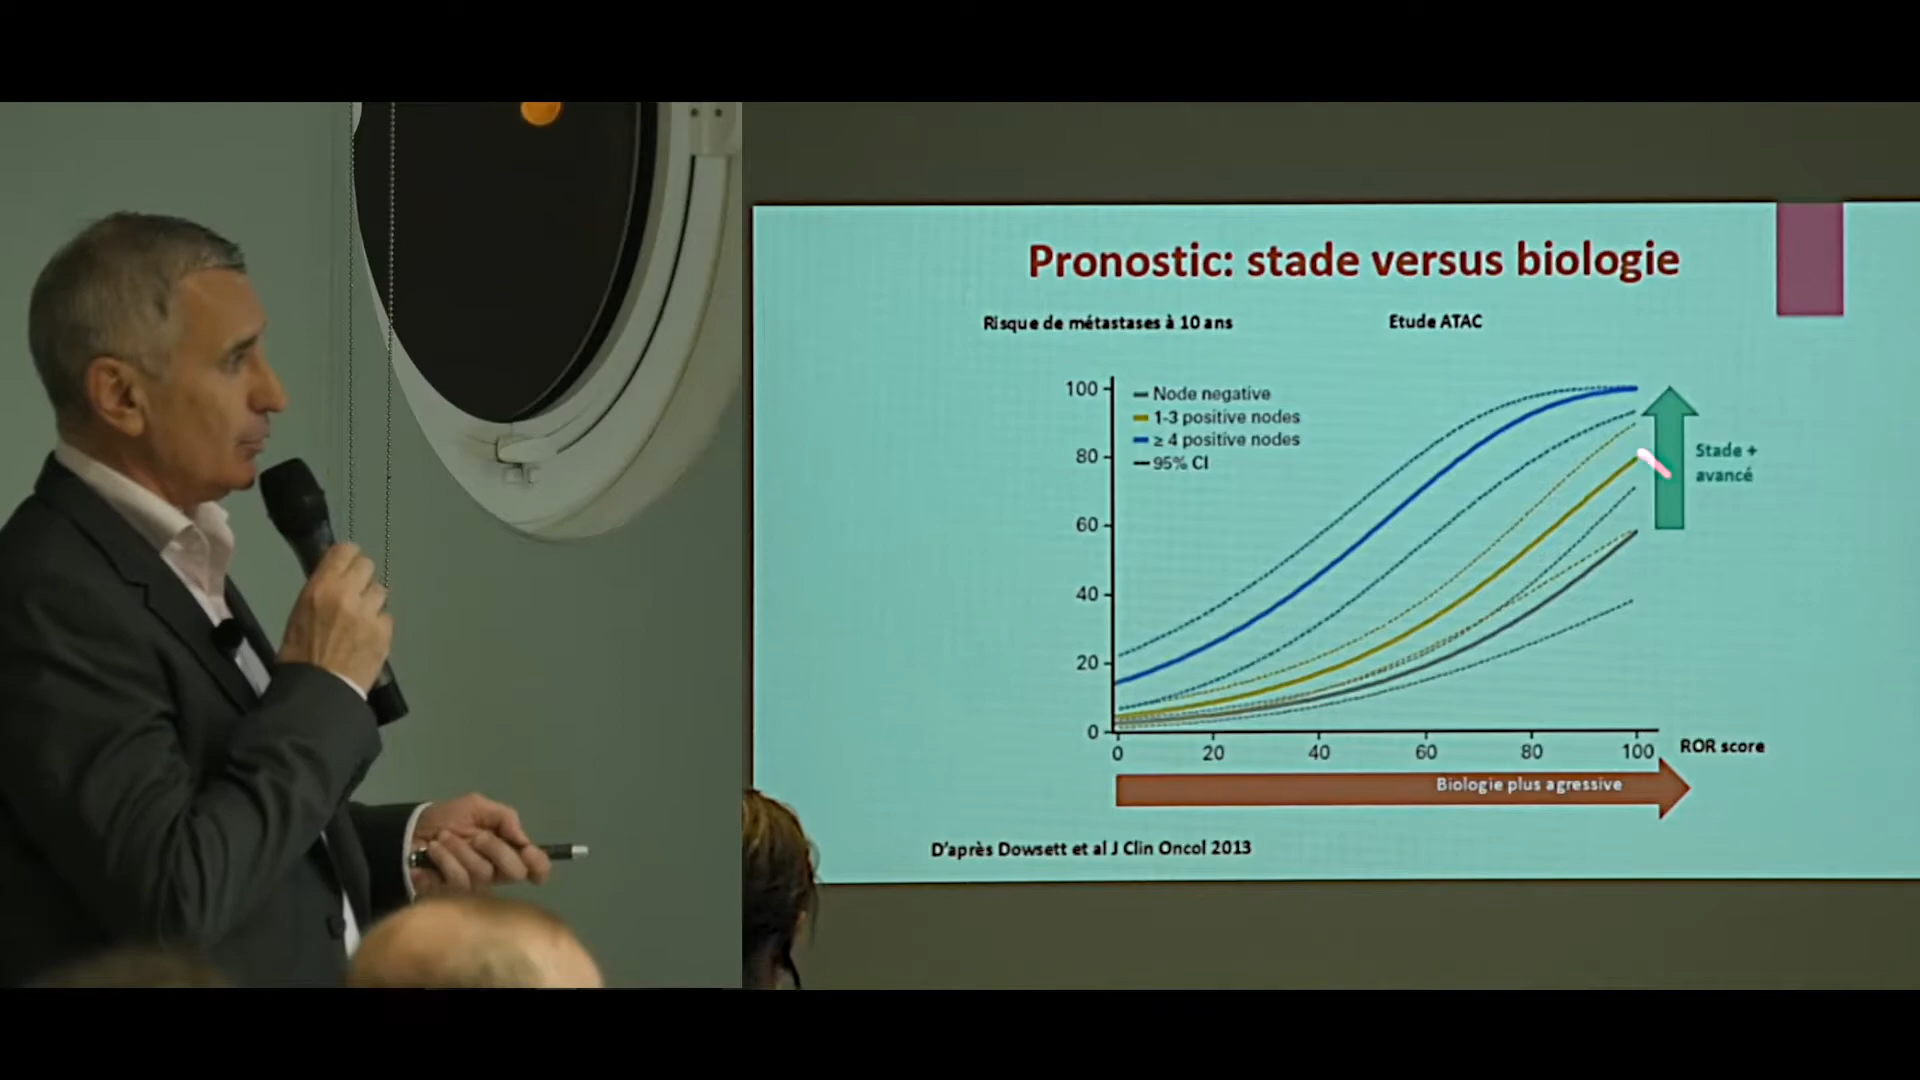 Pronostic: stade versus biologie
Risque de métastases à 10 ans
Etude ATAC
Node negative
1-3 positive nodes
≥ 4 positive nodes
95% CI
100
80
60
40
20
0
0 20 40 60 80 100
ROR score
Stade +
avancé
Biologie plus agressive
D'après Dowsett et al J Clin Oncol 2013